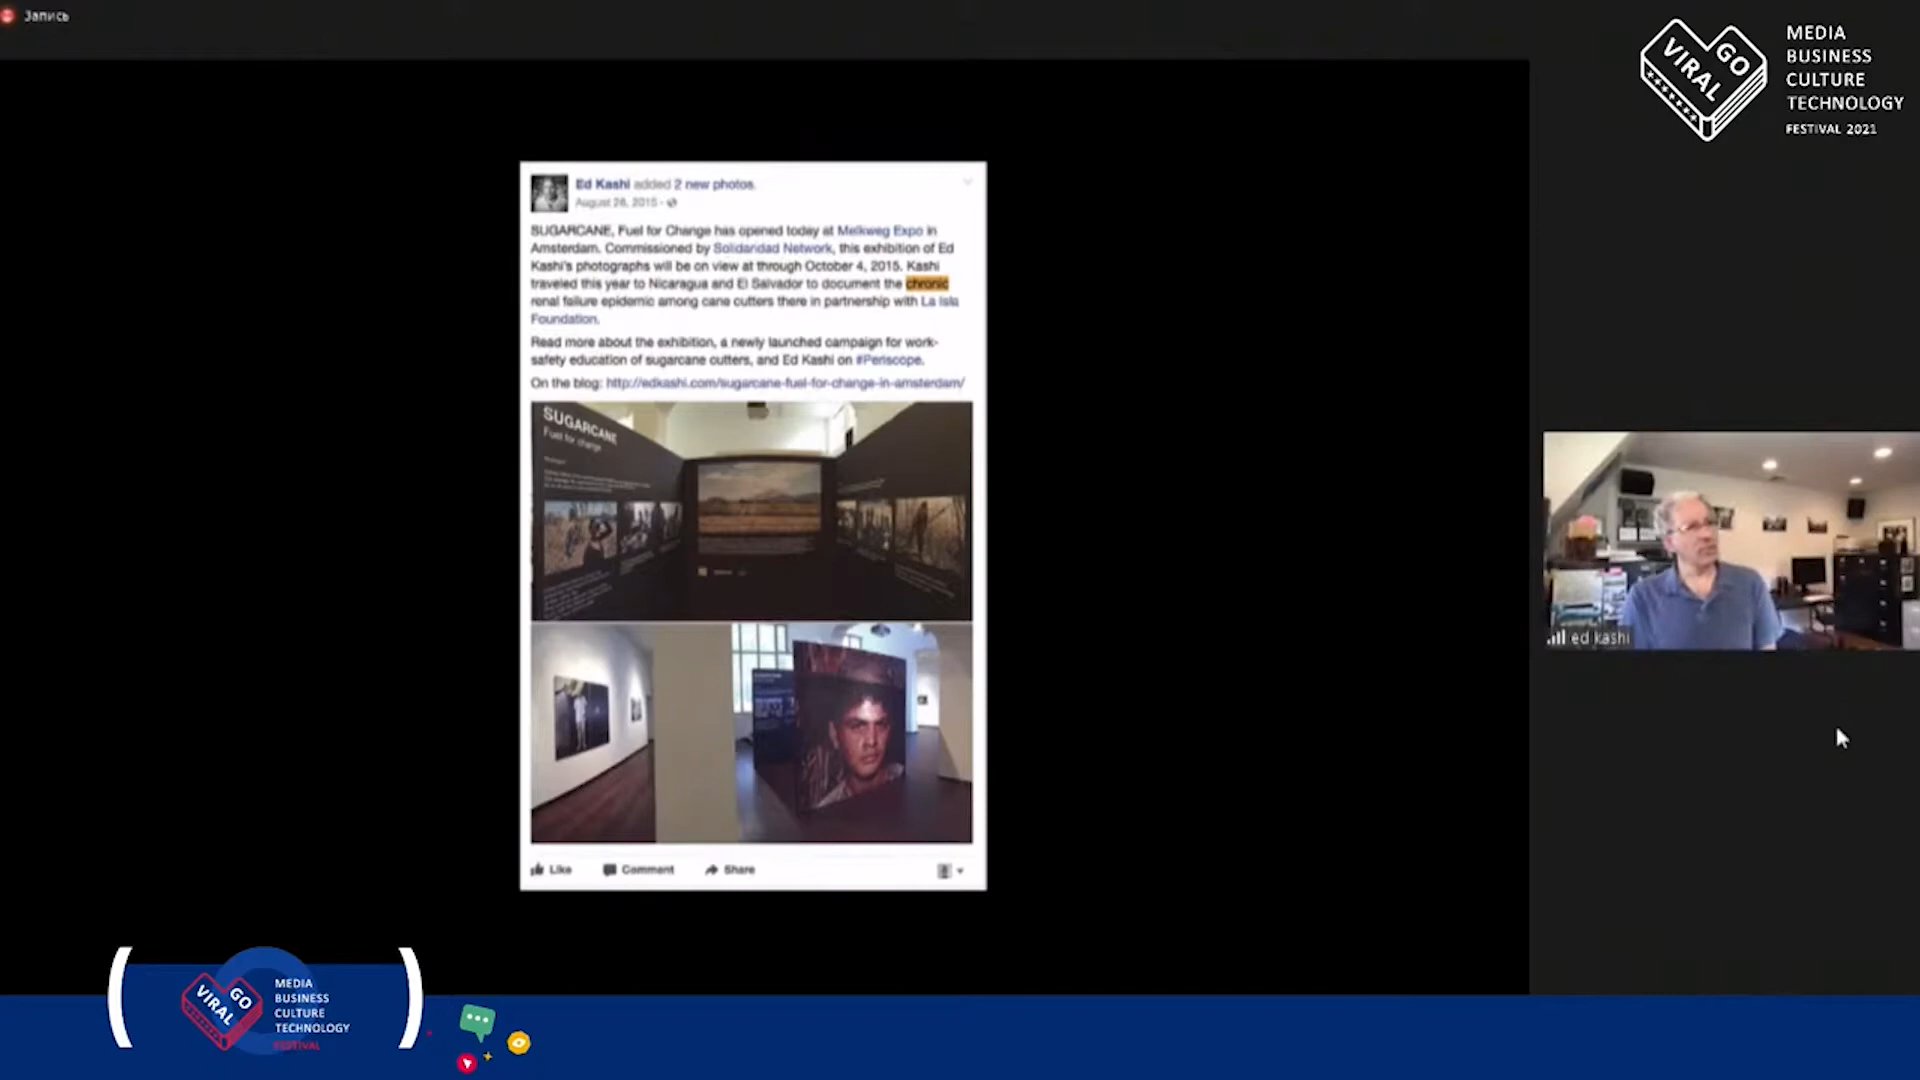 Запись
VIRAL
GO
MEDIA
BUSINESS
CULTURE
TECHNOLOGY
FESTIVAL 2021
Ed Kashi added 2 new photos.
August 26, 2015
SUGARCANE, Fuel for Change has opened today at Melkweg Expo in
Amsterdam. Commissioned by Solidaridad Network, this exhibition of Ed
Kashi's photographs will be on view at through October 4, 2015. Kashi
traveled this year to Nicaragua and El Salvador to document the chronic
renal failure epidemic among cane cutters there in partnership with La Isla
Foundation.
Read more about the exhibition, a newly launched campaign for work-
safety education of sugarcane cutters, and Ed Kashi on #Periscope.
On the blog: http://edkashi.com/sugarcane-fuel-for-change-in-amsterdam/
SUGARCANE
Fuel for change
Like Comment Share
ed kashi
VIRAL
GO
MEDIA
BUSINESS
CULTURE
TECHNOLOGY
FESTIVAL